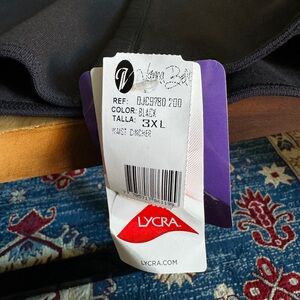 REF: DJC9780 200
COLOR: BLACK
TALLA: 3XL
WAIST CINCHER
LYCRA
LYCRA.COM